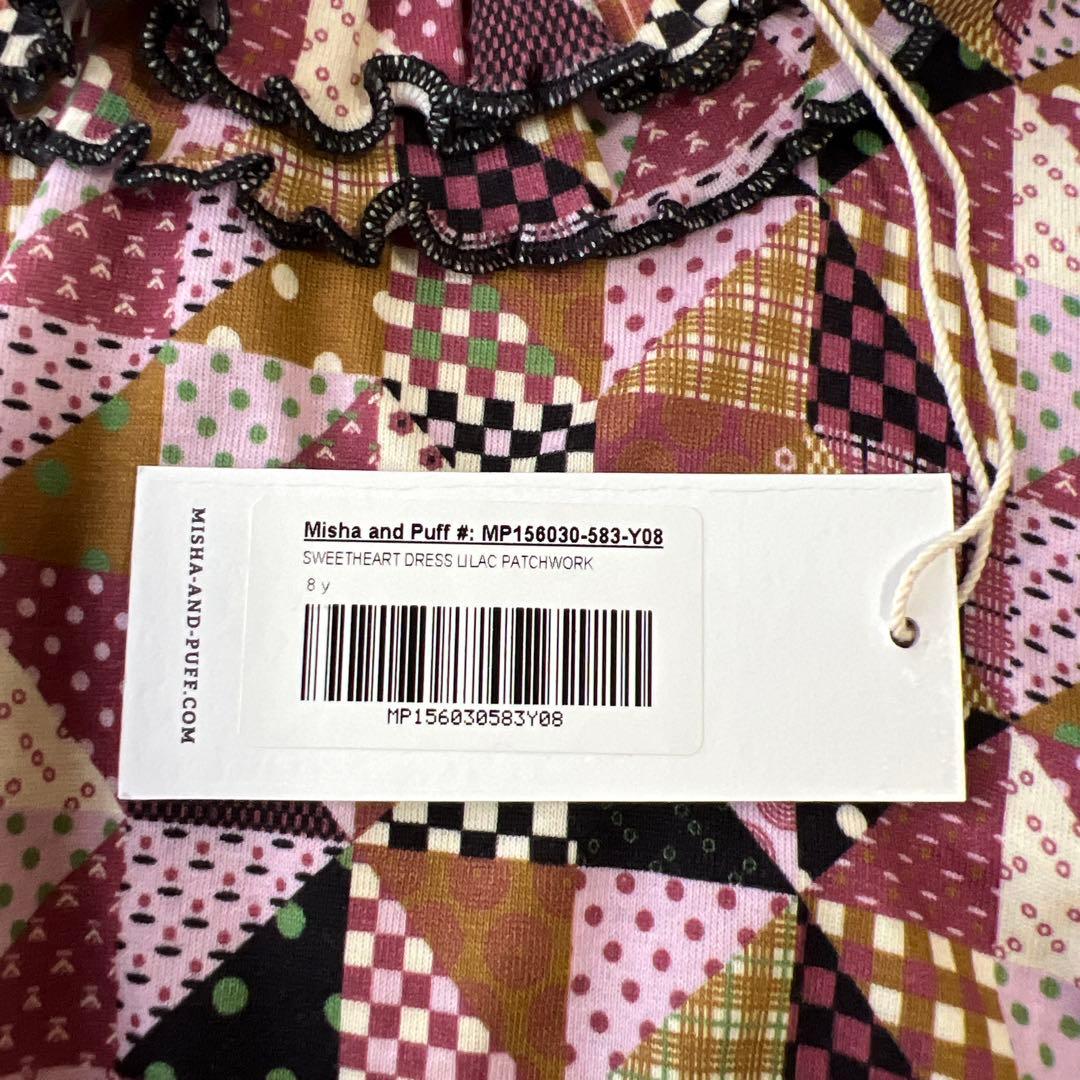 MISHA-AND-PUFF.COM
Misha and Puff #: MP156030-583-Y08
SWEETHEART DRESS LILAC PATCHWORK
8 y
MP156030583Y08